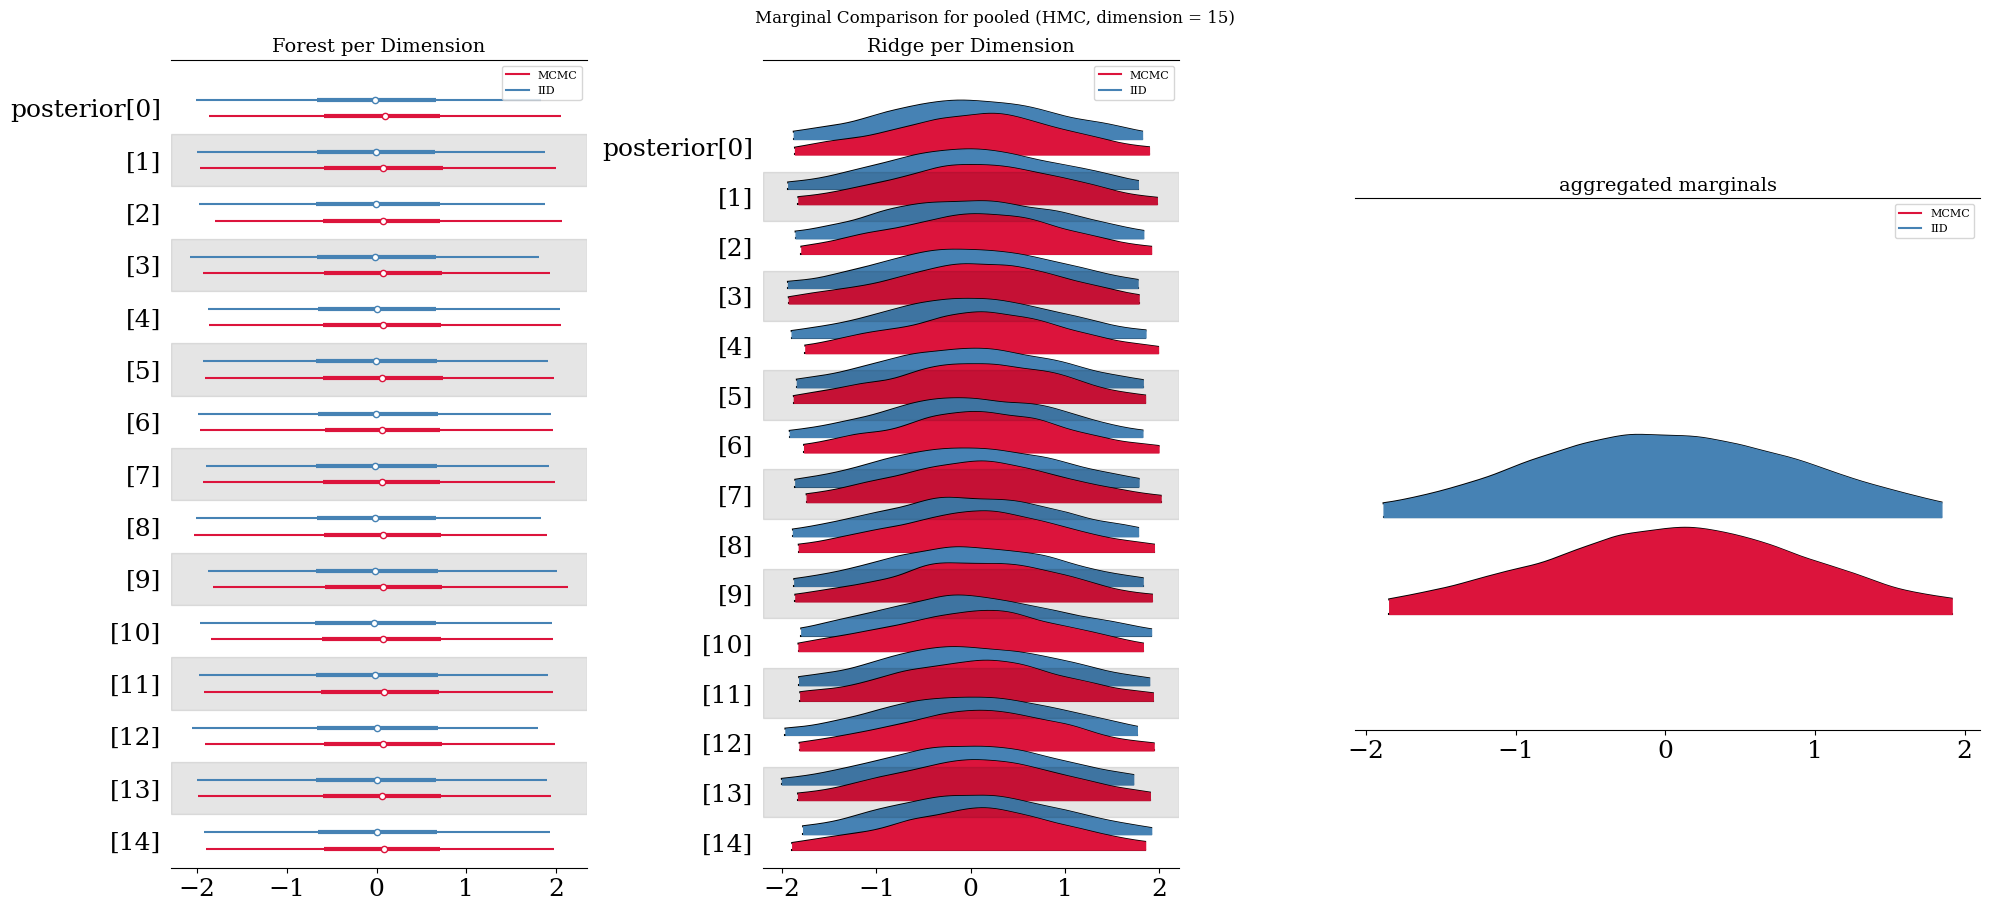 Marginal Comparison for pooled (HMC, dimension = 15)
Forest per Dimension
MCMC
IID
posterior[0]
[1]
[2]
[3]
[4]
[5]
[6]
[7]
[8]
[9]
[10]
[11]
[12]
[13]
[14]
−2 −1 0 1 2
Ridge per Dimension
MCMC
IID
posterior[0]
[1]
[2]
[3]
[4]
[5]
[6]
[7]
[8]
[9]
[10]
[11]
[12]
[13]
[14]
−2 −1 0 1 2
aggregated marginals
MCMC
IID
−2 −1 0 1 2